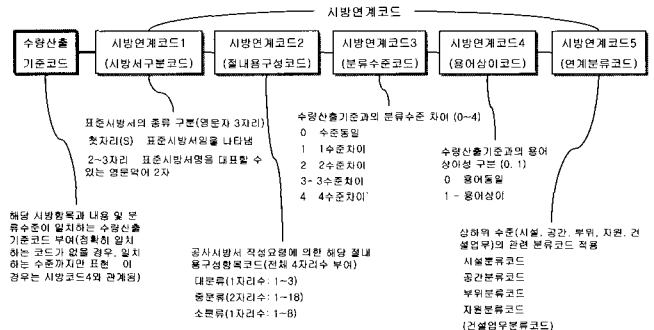 시방연계코드
수량산출
기준코드
시방연계코드1
(시방서구분코드)
시방연계코드2
(절내용구성코드)
시방연계코드3
(분류수준코드)
시방연계코드4
(용어상이코드)
시방연계코드5
(연계분류코드)
표준시방서의 종류 구분(영문자 3자리)
첫자리(S) 표준시방서임을 나타냄
2~3자리 표준시방서명을 대표할 수
있는 영문약어 2자
수량산출기준과의 분류수준 차이 (0~4)
0 수준동일
1 1수준차이
2 2수준차이
3- 3수준차이
4 4수준차이
수량산출기준과의 용어
상이성 구분 (0, 1)
0 용어동일
1 - 용어상이
해당 시방항목과 내용 및 분
류수준이 일치하는 수량산출
기준코드 부여(정확히 일치
하는 코드가 없을 경우, 일치
하는 수준까지만 표현 이
경우는 시방코드4와 관계됨)
공사시방서 작성요령에 의한 해당 절내
용구성항목코드(전체 4자리수 부여)
대분류(1자리수: 1~3)
중분류(2자리수: 1~18)
소분류(1자리수: 1~8)
상하위 수준(시설, 공간, 부위, 자원, 건
설업무)의 관련 분류코드 적용
시설분류코드
공간분류코드
부위분류코드
자원분류코드
(건설업무분류코드)